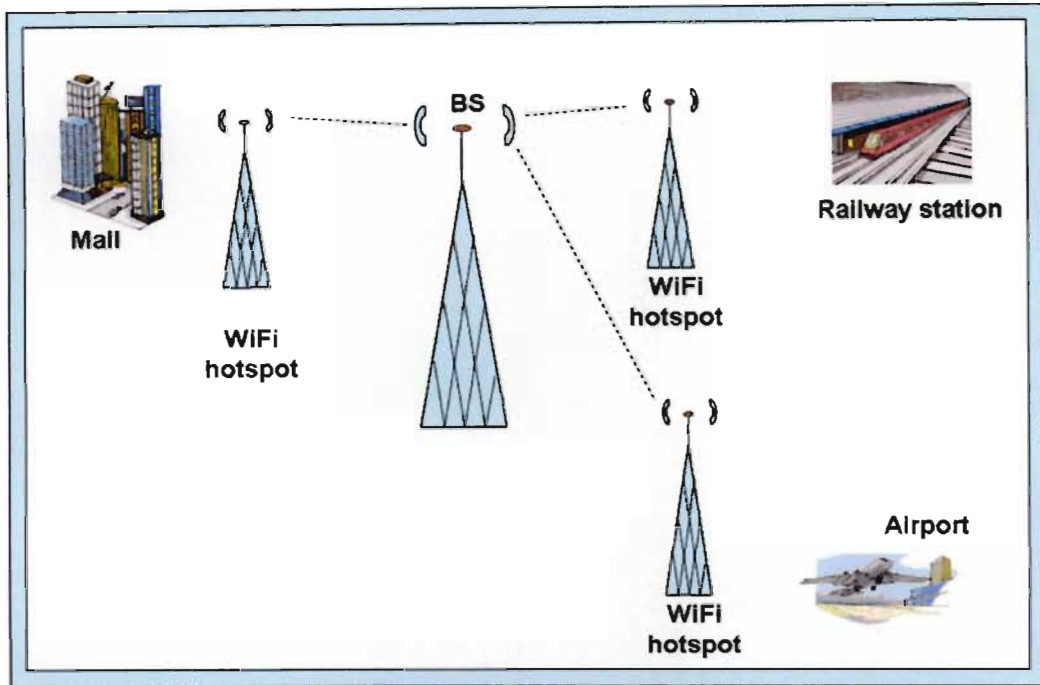 BS
Mall
Railway station
WiFi
hotspot
WiFi
hotspot
Airport
WiFi
hotspot